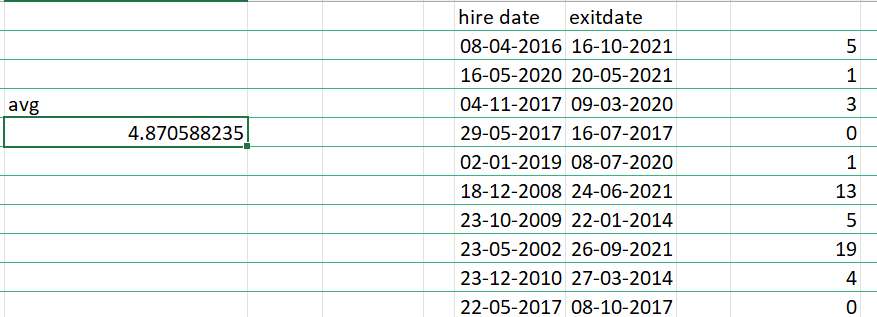 hire date exitdate
08-04-2016 16-10-2021 5
16-05-2020 20-05-2021 1
avg 04-11-2017 09-03-2020 3
4.870588235 29-05-2017 16-07-2017 0
02-01-2019 08-07-2020 1
18-12-2008 24-06-2021 13
23-10-2009 22-01-2014 5
23-05-2002 26-09-2021 19
23-12-2010 27-03-2014 4
22-05-2017 08-10-2017 0